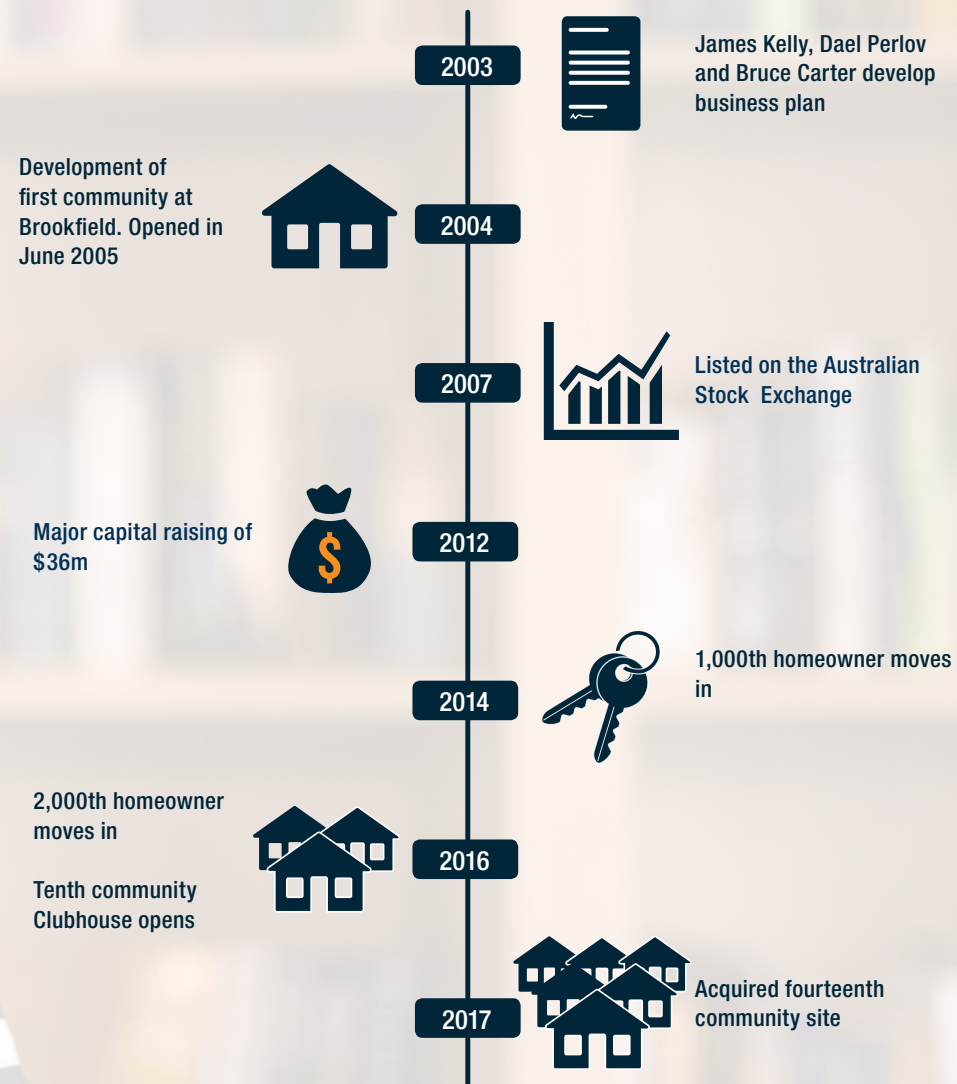 2003
James Kelly, Dael Perlov
and Bruce Carter develop
business plan
Development of
first community at
Brookfield. Opened in
June 2005
2004
2007
Listed on the Australian
Stock Exchange
Major capital raising of
$36m
$
2012
1,000th homeowner moves
in
2014
2,000th homeowner
moves in
Tenth community
Clubhouse opens
2016
Acquired fourteenth
community site
2017